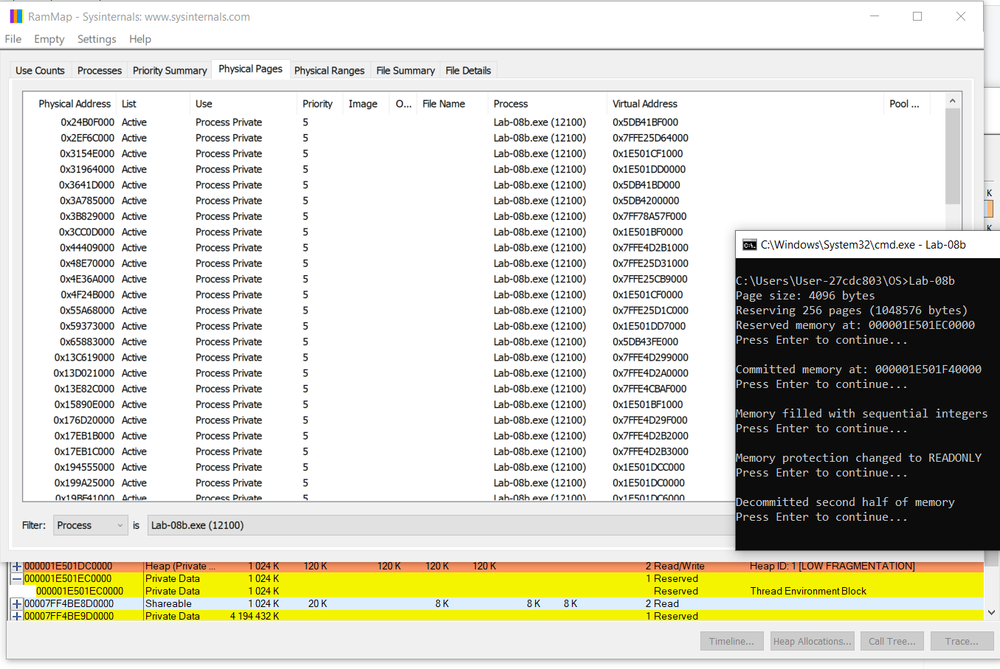 RamMap - Sysinternals: www.sysinternals.com
File Empty Settings Help
Use Counts Processes Priority Summary Physical Pages Physical Ranges File Summary File Details
Physical Address List Use Priority Image O... File Name Process Virtual Address Pool ...
0x24B0F000 Active Process Private 5 Lab-08b.exe (12100) 0x5DB41BF000
0x2EF6C000 Active Process Private 5 Lab-08b.exe (12100) 0x7FFE25D64000
0x3154E000 Active Process Private 5 Lab-08b.exe (12100) 0x1E501CF1000
0x31964000 Active Process Private 5 Lab-08b.exe (12100) 0x1E501DD0000
0x3641D000 Active Process Private 5 Lab-08b.exe (12100) 0x5DB41BD000
0x3A785000 Active Process Private 5 Lab-08b.exe (12100) 0x5DB4200000
0x3B829000 Active Process Private 5 Lab-08b.exe (12100) 0x7FF78A57F000
0x3CC0D000 Active Process Private 5 Lab-08b.exe (12100) 0x1E501BF0000
0x44409000 Active Process Private 5 Lab-08b.exe (12100) 0x7FFE4D2B1000
0x48E70000 Active Process Private 5 Lab-08b.exe (12100) 0x7FFE25D31000
0x4E36A000 Active Process Private 5 Lab-08b.exe (12100) 0x7FFE25CB9000
0x4F24B000 Active Process Private 5 Lab-08b.exe (12100) 0x1E501CF0000
0x55A68000 Active Process Private 5 Lab-08b.exe (12100) 0x7FFE25D1C000
0x59373000 Active Process Private 5 Lab-08b.exe (12100) 0x1E501DD7000
0x65883000 Active Process Private 5 Lab-08b.exe (12100) 0x5DB43FE000
0x13C619000 Active Process Private 5 Lab-08b.exe (12100) 0x7FFE4D299000
0x13D021000 Active Process Private 5 Lab-08b.exe (12100) 0x7FFE4D2A0000
0x13E82C000 Active Process Private 5 Lab-08b.exe (12100) 0x7FFE4CBAF000
0x15890E000 Active Process Private 5 Lab-08b.exe (12100) 0x1E501BF1000
0x176D20000 Active Process Private 5 Lab-08b.exe (12100) 0x7FFE4D29F000
0x17EB1B000 Active Process Private 5 Lab-08b.exe (12100) 0x7FFE4D2B2000
0x17EB1C000 Active Process Private 5 Lab-08b.exe (12100) 0x7FFE4D2B3000
0x194555000 Active Process Private 5 Lab-08b.exe (12100) 0x1E501DCC000
0x199A25000 Active Process Private 5 Lab-08b.exe (12100) 0x1E501DC0000
0x19BF41000 Active Process Private 5 Lab-08b.exe (12100) 0x1E501DC6000
Filter: Process is Lab-08b.exe (12100)
K
K
C:\Windows\System32\cmd.exe - Lab-08b
C:\Users\User-27cdc803\OS>Lab-08b
Page size: 4096 bytes
Reserving 256 pages (1048576 bytes)
Reserved memory at: 000001E501EC0000
Press Enter to continue...
Committed memory at: 000001E501F40000
Press Enter to continue...
Memory filled with sequential integers
Press Enter to continue...
Memory protection changed to READONLY
Press Enter to continue...
Decommitted second half of memory
Press Enter to continue...
000001E501DC0000 Heap (Private ... 1 024 K 120 K 120 K 120 K 120 K 2 Read/Write Heap ID: 1 [LOW FRAGMENTATION]
000001E501EC0000 Private Data 1 024 K 1 Reserved
000001E501EC0000 Private Data 1 024 K Reserved Thread Environment Block
00007FF4BE8D0000 Shareable 1 024 K 20 K 8 K 8 K 8 K 2 Read
00007FF4BE9D0000 Private Data 4 194 432 K 1 Reserved
Timeline... Heap Allocations... Call Tree... Trace...